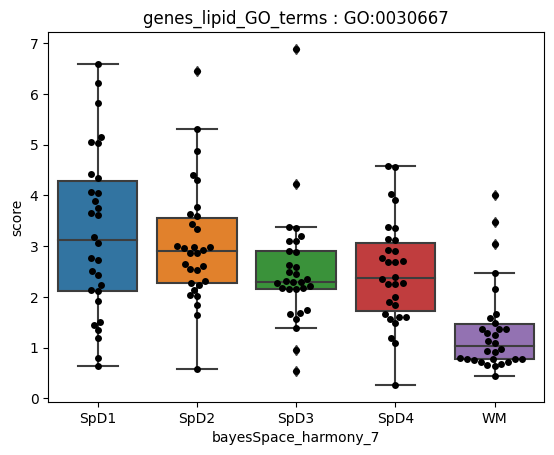 genes_lipid_GO_terms : GO:0030667
7
6
5
4
3
2
1
0
score
SpD1 SpD2 SpD3 SpD4 WM
bayesSpace_harmony_7